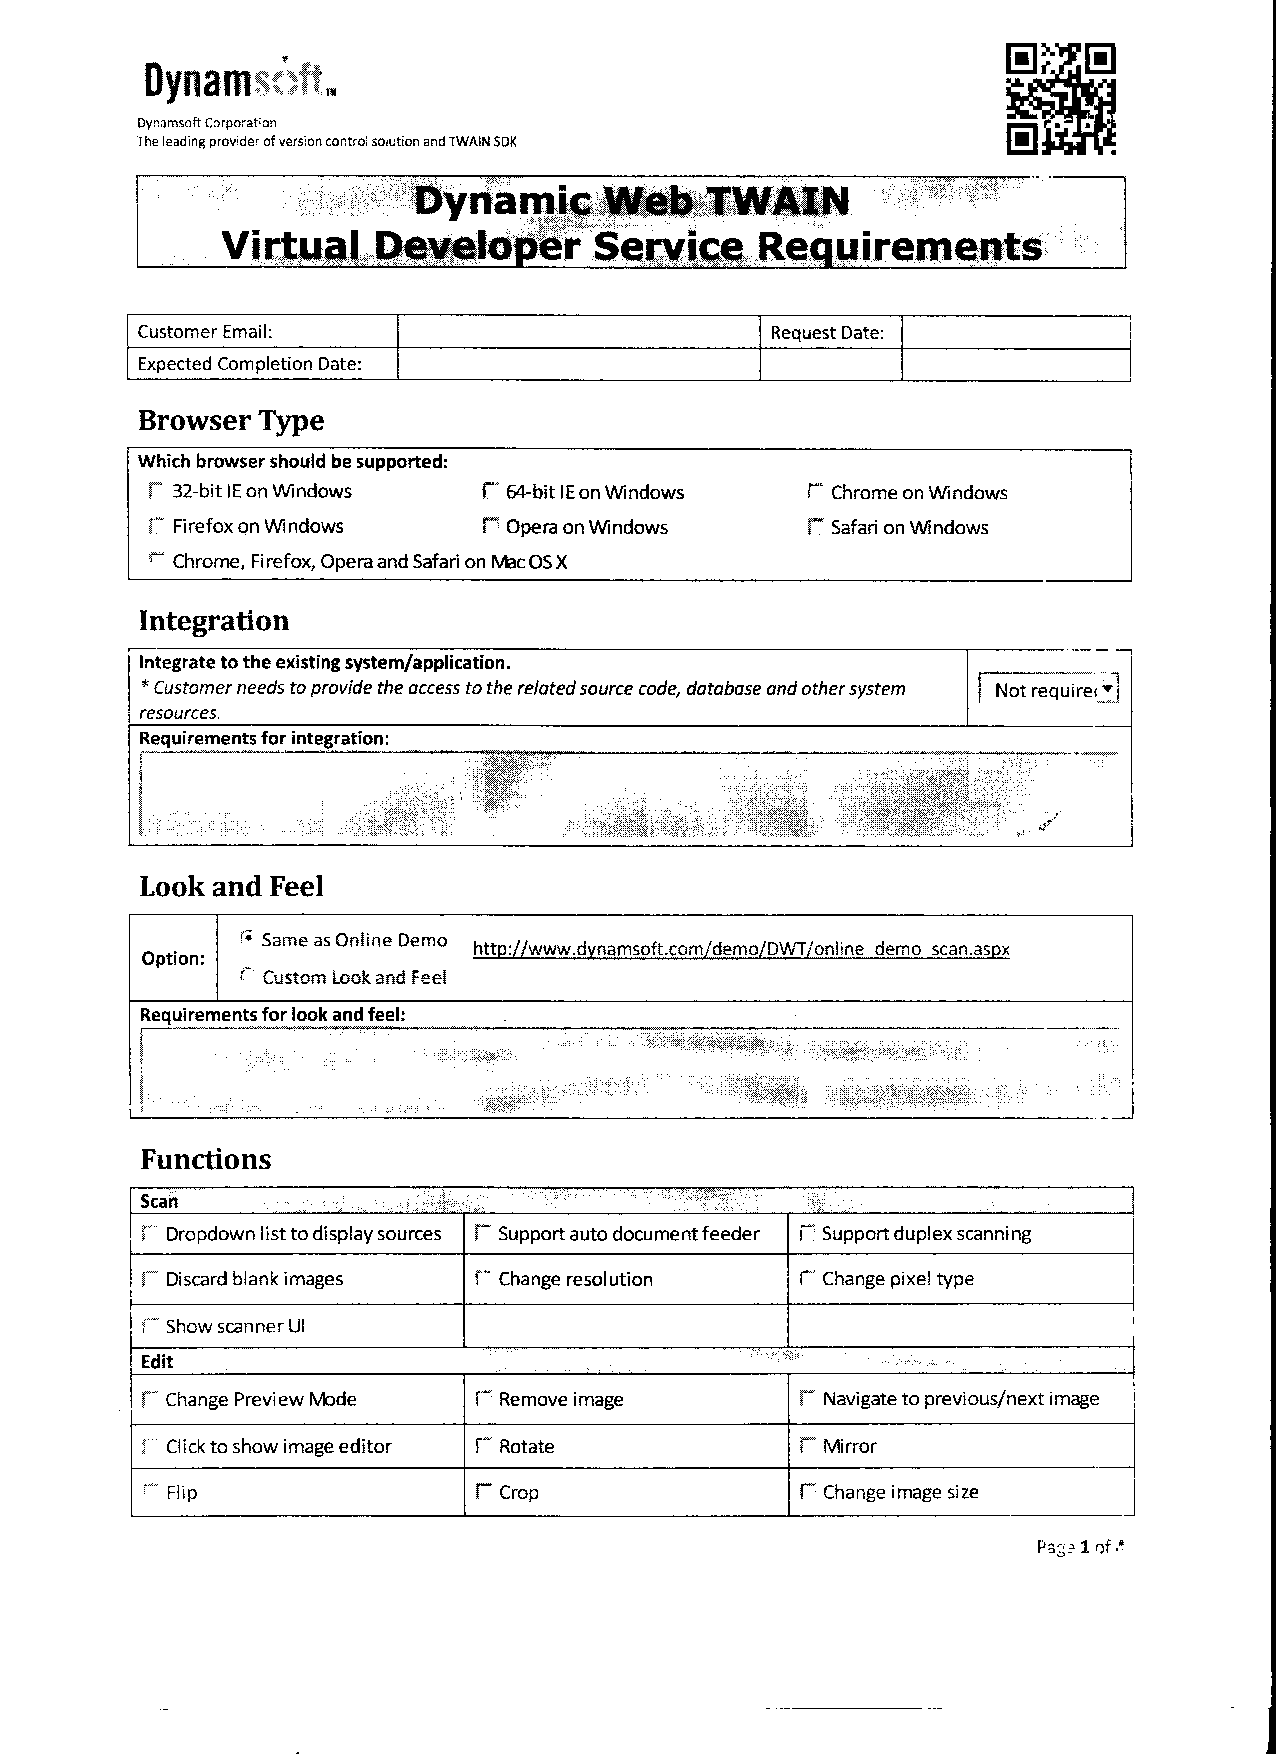 Dynamsoft
Dynamsoft Corporation
The leading provider of version control solution and TWAIN SDK
Dynamic Web TWAIN
Virtual Developer Service Requirements
Customer Email: Request Date:
Expected Completion Date:
Browser Type
Which browser should be supported:
32-bit IE on Windows 64-bit IE on Windows Chrome on Windows
Firefox on Windows Opera on Windows Safari on Windows
Chrome, Firefox, Opera and Safari on Mac OS X
Integration
Integrate to the existing system/application.
* Customer needs to provide the access to the related source code, database and other system
resources.
Not require
Requirements for integration:
Look and Feel
Option:
Same as Online Demo http://www.dynamsoft.com/demo/DWT/online_demo_scan.aspx
Custom Look and Feel
Requirements for look and feel:
Functions
Scan
Dropdown list to display sources Support auto document feeder Support duplex scanning
Discard blank images Change resolution Change pixel type
Show scanner UI
Edit
Change Preview Mode Remove image Navigate to previous/next image
Click to show image editor Rotate Mirror
Flip Crop Change image size
Page 1 of